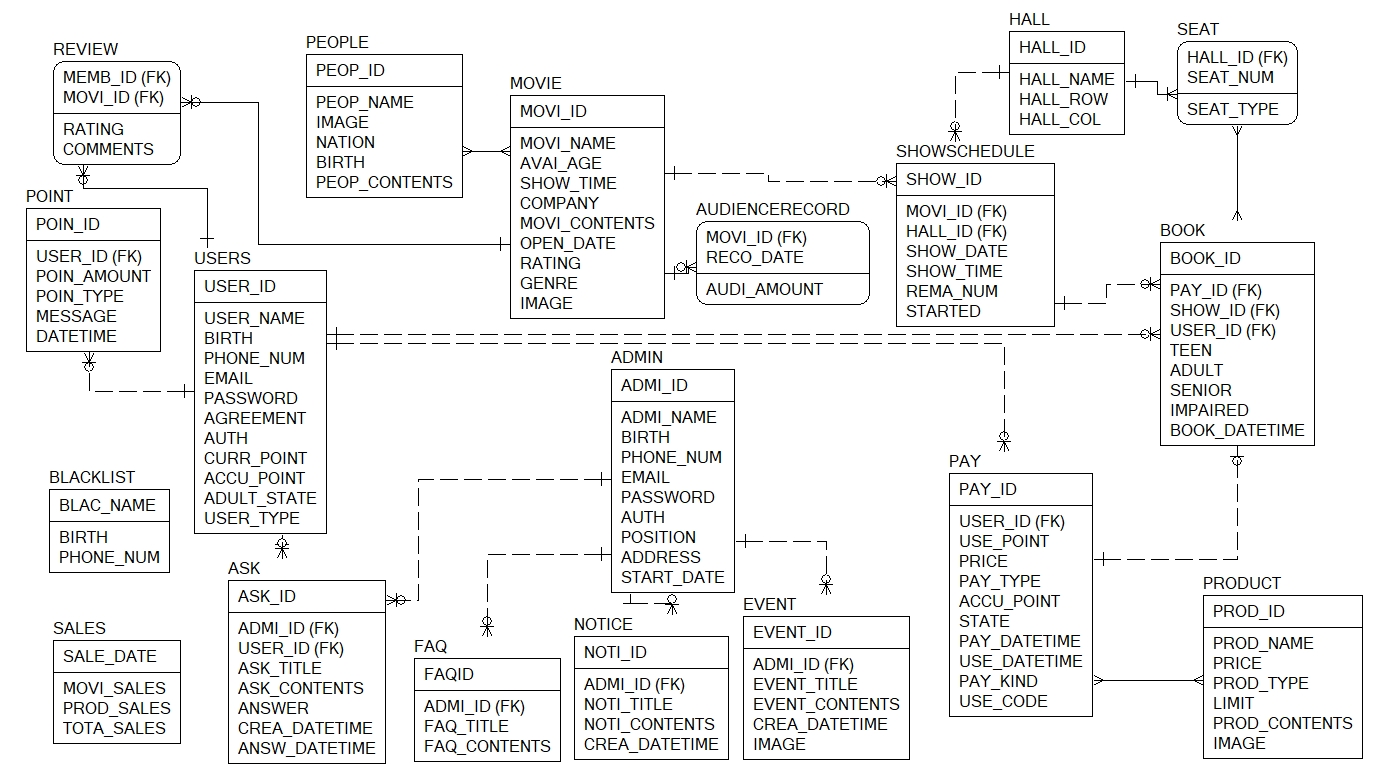 REVIEW
MEMB_ID (FK)
MOVI_ID (FK)
RATING
COMMENTS
PEOPLE
PEOP_ID
PEOP_NAME
IMAGE
NATION
BIRTH
PEOP_CONTENTS
MOVIE
MOVI_ID
MOVI_NAME
AVAI_AGE
SHOW_TIME
COMPANY
MOVI_CONTENTS
OPEN_DATE
RATING
GENRE
IMAGE
HALL
HALL_ID
HALL_NAME
HALL_ROW
HALL_COL
SEAT
HALL_ID (FK)
SEAT_NUM
SEAT_TYPE
SHOWSCHEDULE
SHOW_ID
MOVI_ID (FK)
HALL_ID (FK)
SHOW_DATE
SHOW_TIME
REMA_NUM
STARTED
AUDIENCERECORD
MOVI_ID (FK)
RECO_DATE
AUDI_AMOUNT
POINT
POIN_ID
USER_ID (FK)
POIN_AMOUNT
POIN_TYPE
MESSAGE
DATETIME
USERS
USER_ID
USER_NAME
BIRTH
PHONE_NUM
EMAIL
PASSWORD
AGREEMENT
AUTH
CURR_POINT
ACCU_POINT
ADULT_STATE
USER_TYPE
BOOK
BOOK_ID
PAY_ID (FK)
SHOW_ID (FK)
USER_ID (FK)
TEEN
ADULT
SENIOR
IMPAIRED
BOOK_DATETIME
ADMIN
ADMI_ID
ADMI_NAME
BIRTH
PHONE_NUM
EMAIL
PASSWORD
AUTH
POSITION
ADDRESS
START_DATE
BLACKLIST
BLAC_NAME
BIRTH
PHONE_NUM
PAY
PAY_ID
USER_ID (FK)
USE_POINT
PRICE
PAY_TYPE
ACCU_POINT
STATE
PAY_DATETIME
USE_DATETIME
PAY_KIND
USE_CODE
SALES
SALE_DATE
MOVI_SALES
PROD_SALES
TOTA_SALES
ASK
ASK_ID
ADMI_ID (FK)
USER_ID (FK)
ASK_TITLE
ASK_CONTENTS
ANSWER
CREA_DATETIME
ANSW_DATETIME
FAQ
FAQID
ADMI_ID (FK)
FAQ_TITLE
FAQ_CONTENTS
NOTICE
NOTI_ID
ADMI_ID (FK)
NOTI_TITLE
NOTI_CONTENTS
CREA_DATETIME
EVENT
EVENT_ID
ADMI_ID (FK)
EVENT_TITLE
EVENT_CONTENTS
CREA_DATETIME
IMAGE
PRODUCT
PROD_ID
PROD_NAME
PRICE
PROD_TYPE
LIMIT
PROD_CONTENTS
IMAGE